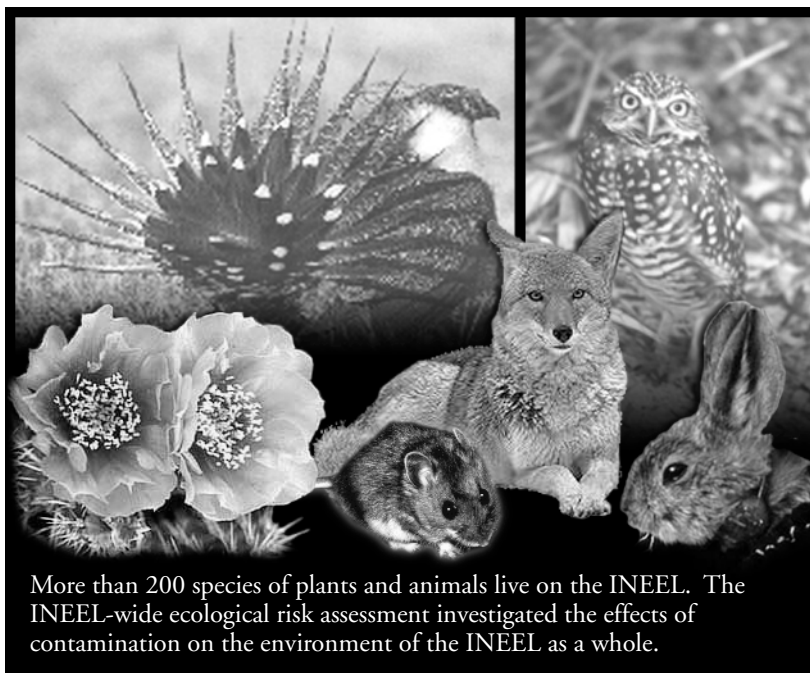 More than 200 species of plants and animals live on the INEEL.  The
INEEL-wide ecological risk assessment investigated the effects of
contamination on the environment of the INEEL as a whole.